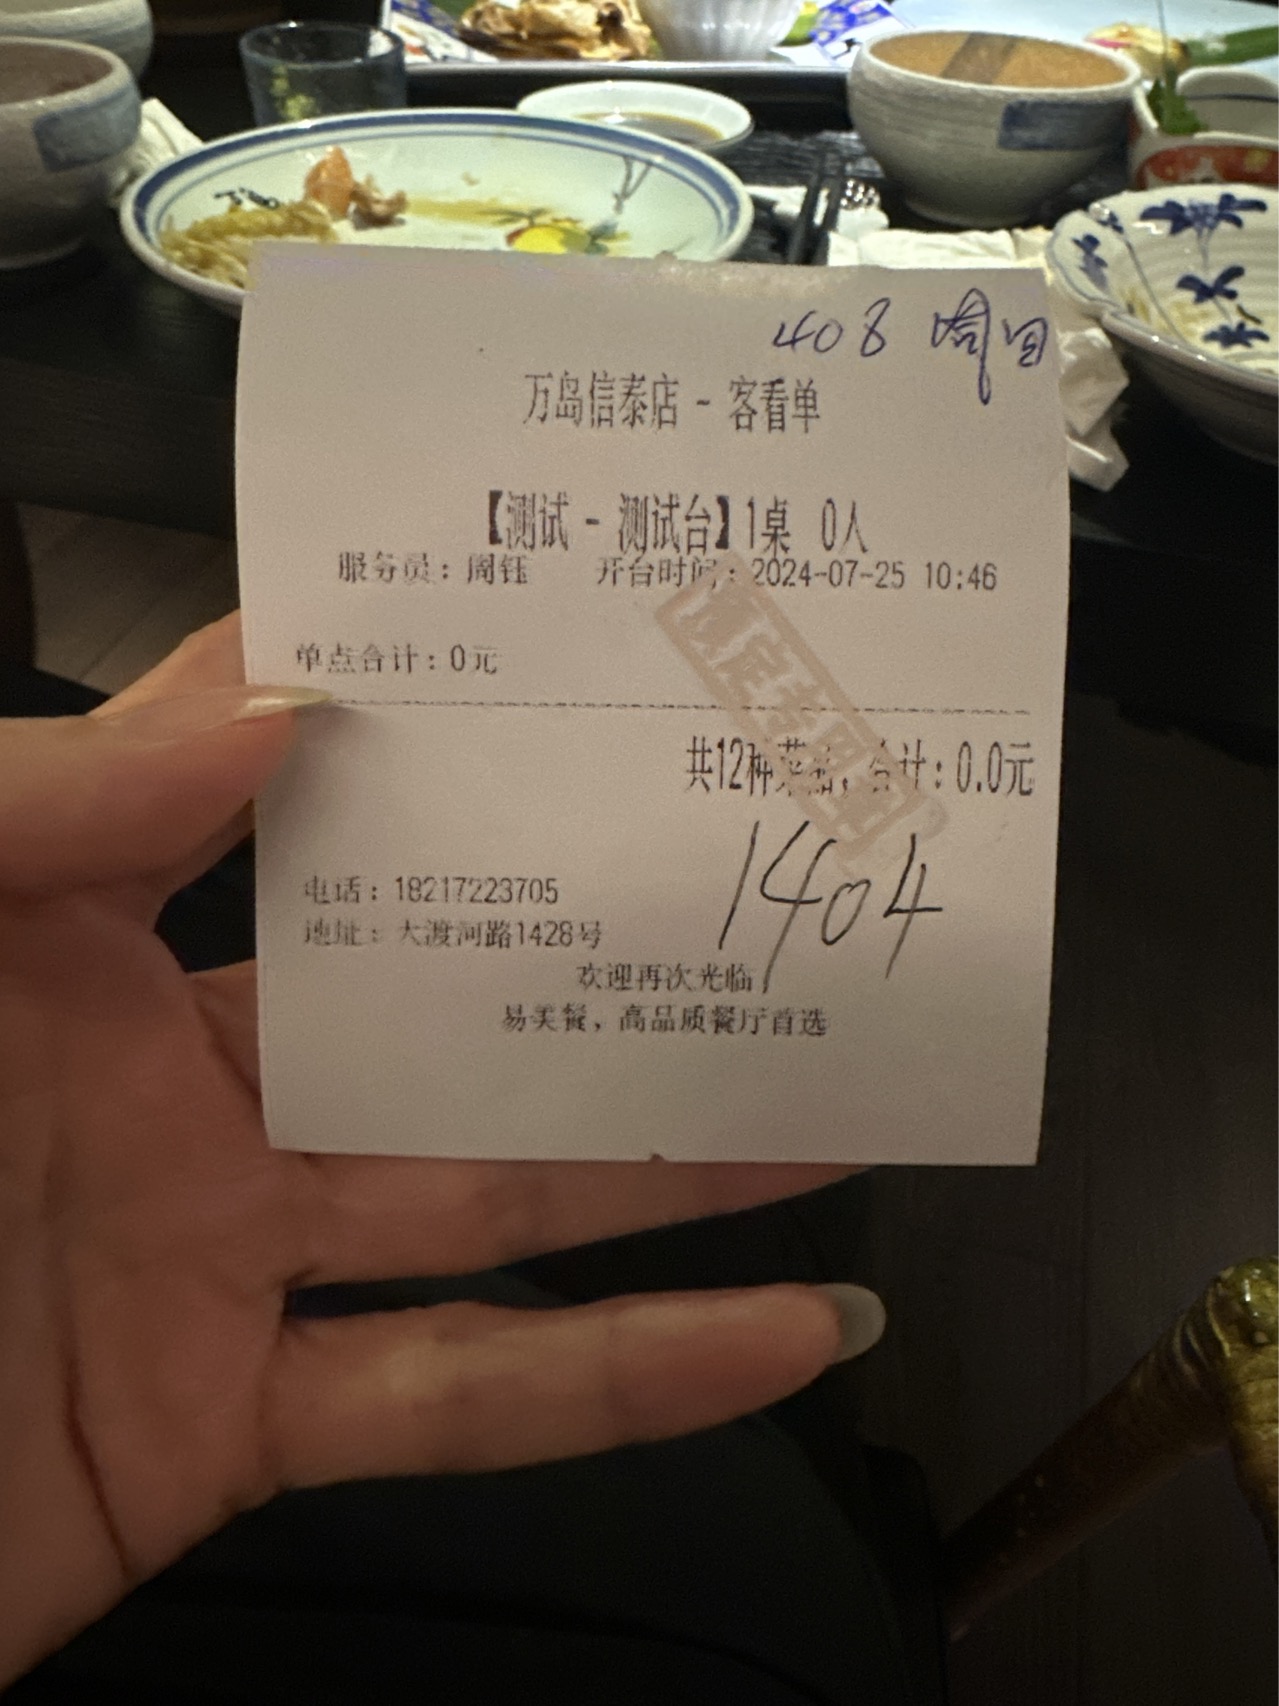 408 周
万岛信泰店 - 客看单
【测试 - 测试台】1桌 0人
服务员：周钰 开台时间：2024-07-25 10:46
单点合计：0元
共12种菜品，合计：0.0元
1404
电话：18217223705
地址：大渡河路1428号
欢迎再次光临
易美餐，高品质餐厅首选